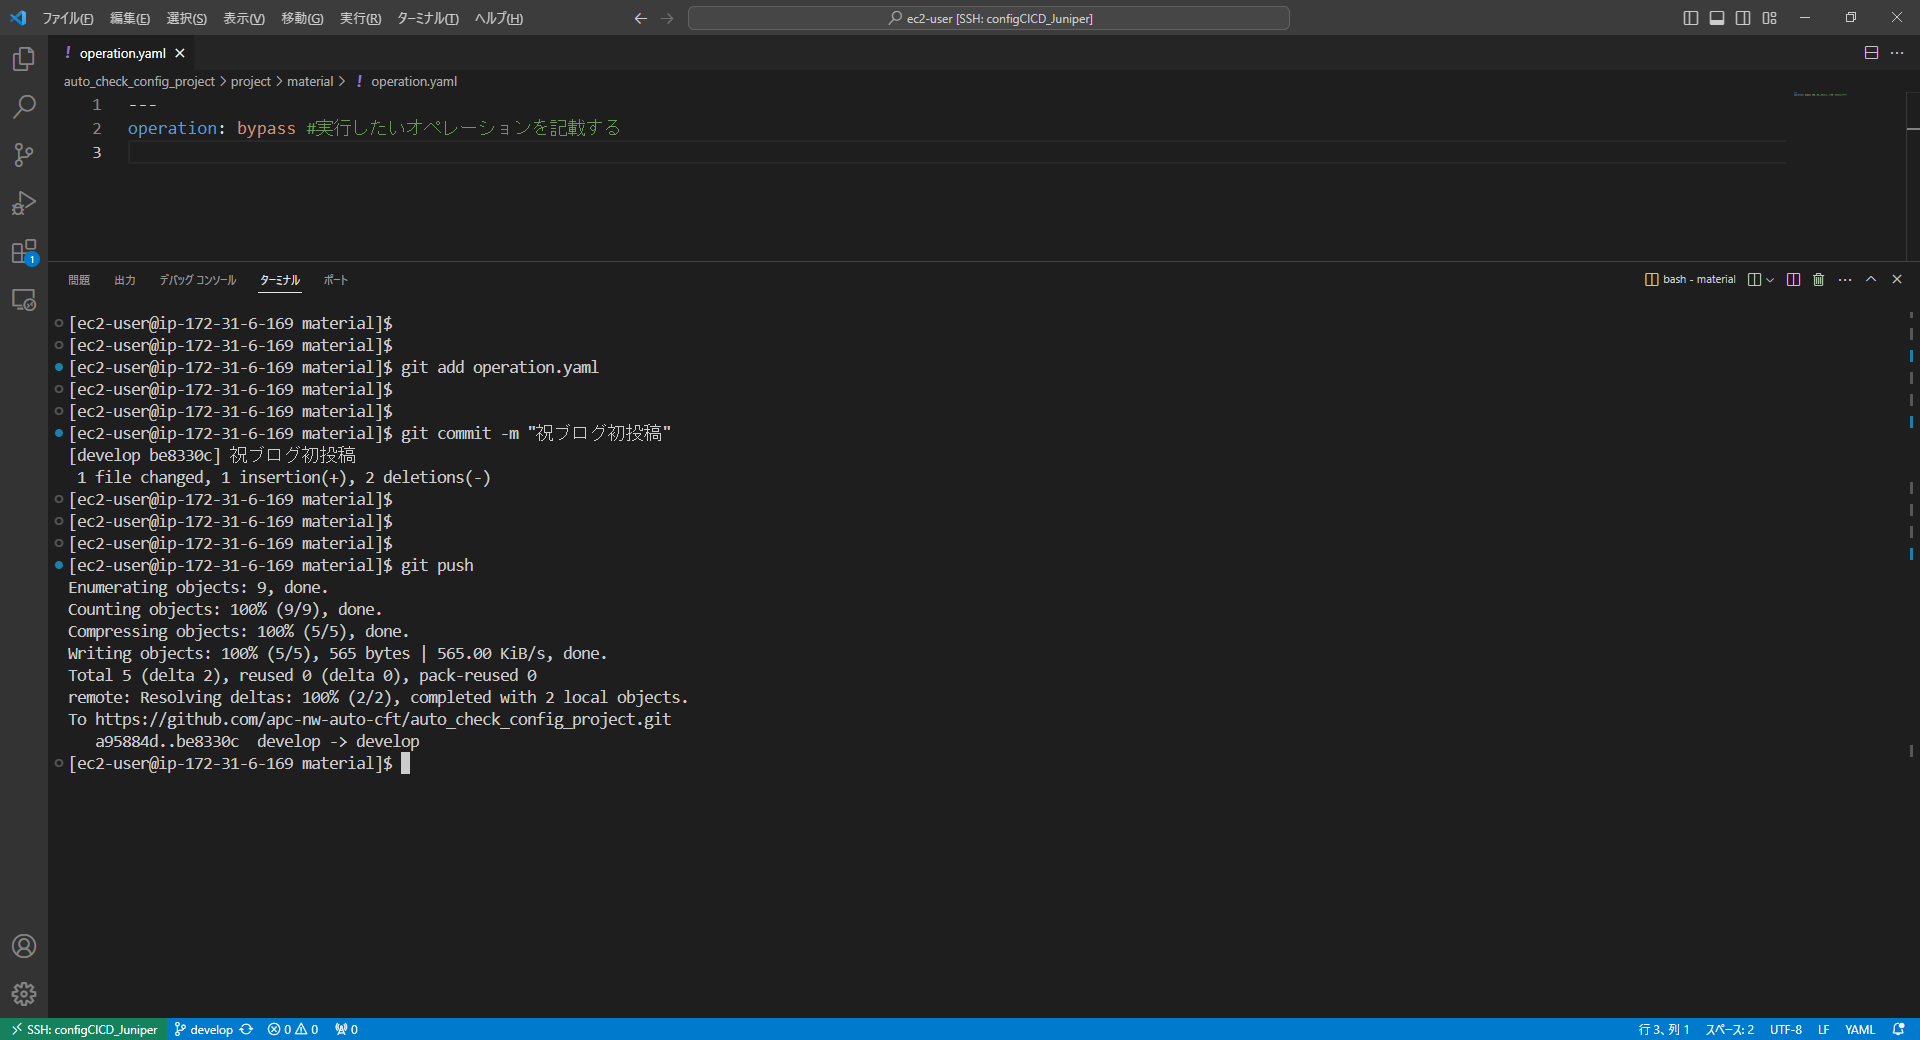 ファイル(F) 編集(E) 選択(S) 表示(V) 移動(G) 実行(R) ターミナル(T) ヘルプ(H) ec2-user [SSH: configCICD_Juniper]
! operation.yaml
auto_check_config_project > project > material > ! operation.yaml
1 ---
2 operation: bypass #実行したいオペレーションを記載する
3
1
問題 出力 デバッグ コンソール ターミナル ポート bash - material
[ec2-user@ip-172-31-6-169 material]$
[ec2-user@ip-172-31-6-169 material]$
[ec2-user@ip-172-31-6-169 material]$ git add operation.yaml
[ec2-user@ip-172-31-6-169 material]$
[ec2-user@ip-172-31-6-169 material]$
[ec2-user@ip-172-31-6-169 material]$ git commit -m "祝ブログ初投稿"
[develop be8330c] 祝ブログ初投稿
1 file changed, 1 insertion(+), 2 deletions(-)
[ec2-user@ip-172-31-6-169 material]$
[ec2-user@ip-172-31-6-169 material]$
[ec2-user@ip-172-31-6-169 material]$
[ec2-user@ip-172-31-6-169 material]$ git push
Enumerating objects: 9, done.
Counting objects: 100% (9/9), done.
Compressing objects: 100% (5/5), done.
Writing objects: 100% (5/5), 565 bytes | 565.00 KiB/s, done.
Total 5 (delta 2), reused 0 (delta 0), pack-reused 0
remote: Resolving deltas: 100% (2/2), completed with 2 local objects.
To https://github.com/apc-nw-auto-cft/auto_check_config_project.git
a95884d..be8330c  develop -> develop
[ec2-user@ip-172-31-6-169 material]$
SSH: configCICD_Juniper develop 0 0 0 行 3、列 1 スペース: 2 UTF-8 LF YAML